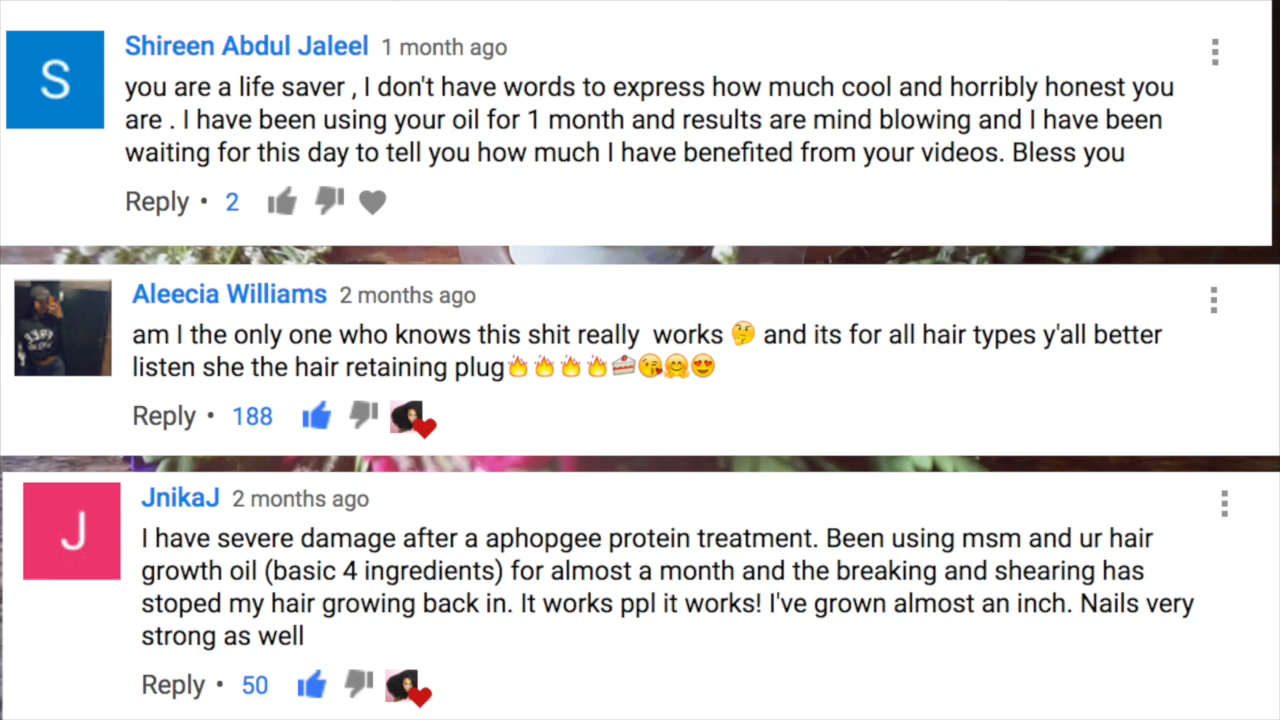 S
Shireen Abdul Jaleel 1 month ago
you are a life saver , I don't have words to express how much cool and horribly honest you
are . I have been using your oil for 1 month and results are mind blowing and I have been
waiting for this day to tell you how much I have benefited from your videos. Bless you
Reply • 2
Aleecia Williams 2 months ago
am I the only one who knows this shit really works 🤔 and its for all hair types y'all better
listen she the hair retaining plug🔥🔥🔥🔥🍰😘🤗😍
Reply • 188
J
JnikaJ 2 months ago
I have severe damage after a aphopgee protein treatment. Been using msm and ur hair
growth oil (basic 4 ingredients) for almost a month and the breaking and shearing has
stoped my hair growing back in. It works ppl it works! I've grown almost an inch. Nails very
strong as well
Reply • 50